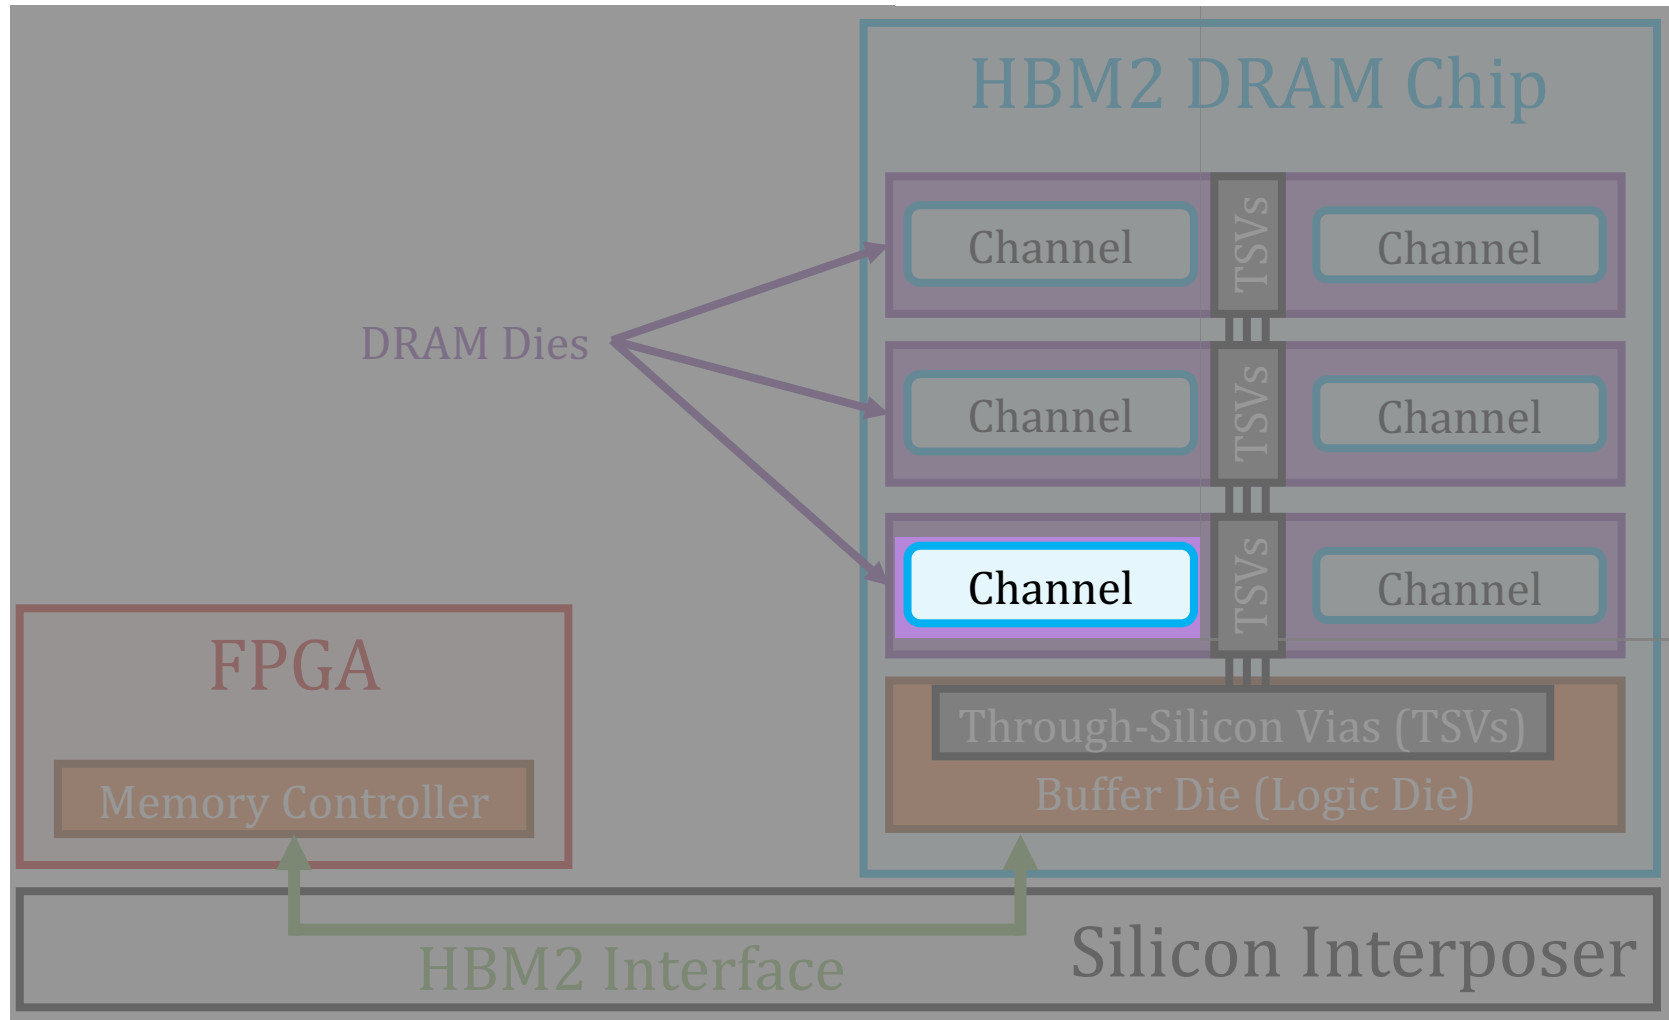 HBM2 DRAM Chip
Channel
TSVs
Channel
DRAM Dies
Channel
TSVs
Channel
Channel
TSVs
Channel
FPGA
Memory Controller
Through-Silicon Vias (TSVs)
Buffer Die (Logic Die)
HBM2 Interface
Silicon Interposer